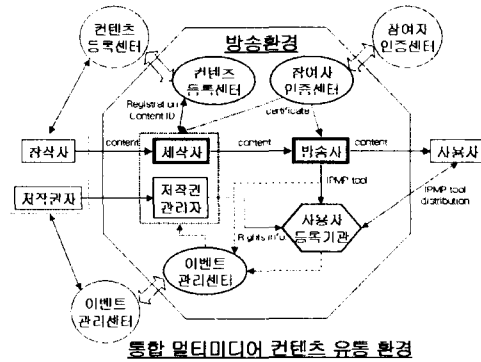 컨텐츠
등록센터
방송환경
참여자
인증센터
컨텐츠
등록센터
참여자
인증센터
Registration
Content ID
certificate
창작자
content
제작사
content
방송사
content
사용자
IPMP tool
저작권자
저작권
관리자
IPMP tool
distribution
Rights info.
사용자
등록기관
이벤트
관리센터
이벤트
관리센터
통합 멀티미디어 컨텐츠 유통 환경